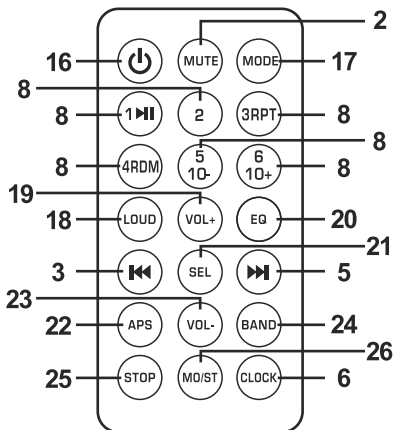 2
16 MUTE MODE 17
8
8 1 2 3RPT 8
8
8 4RDM 5 10- 6 10+ 8
19
18 LOUD VOL+ EQ 20
21
3 SEL 5
23
22 APS VOL- BAND 24
26
25 STOP MO/ST CLOCK 6